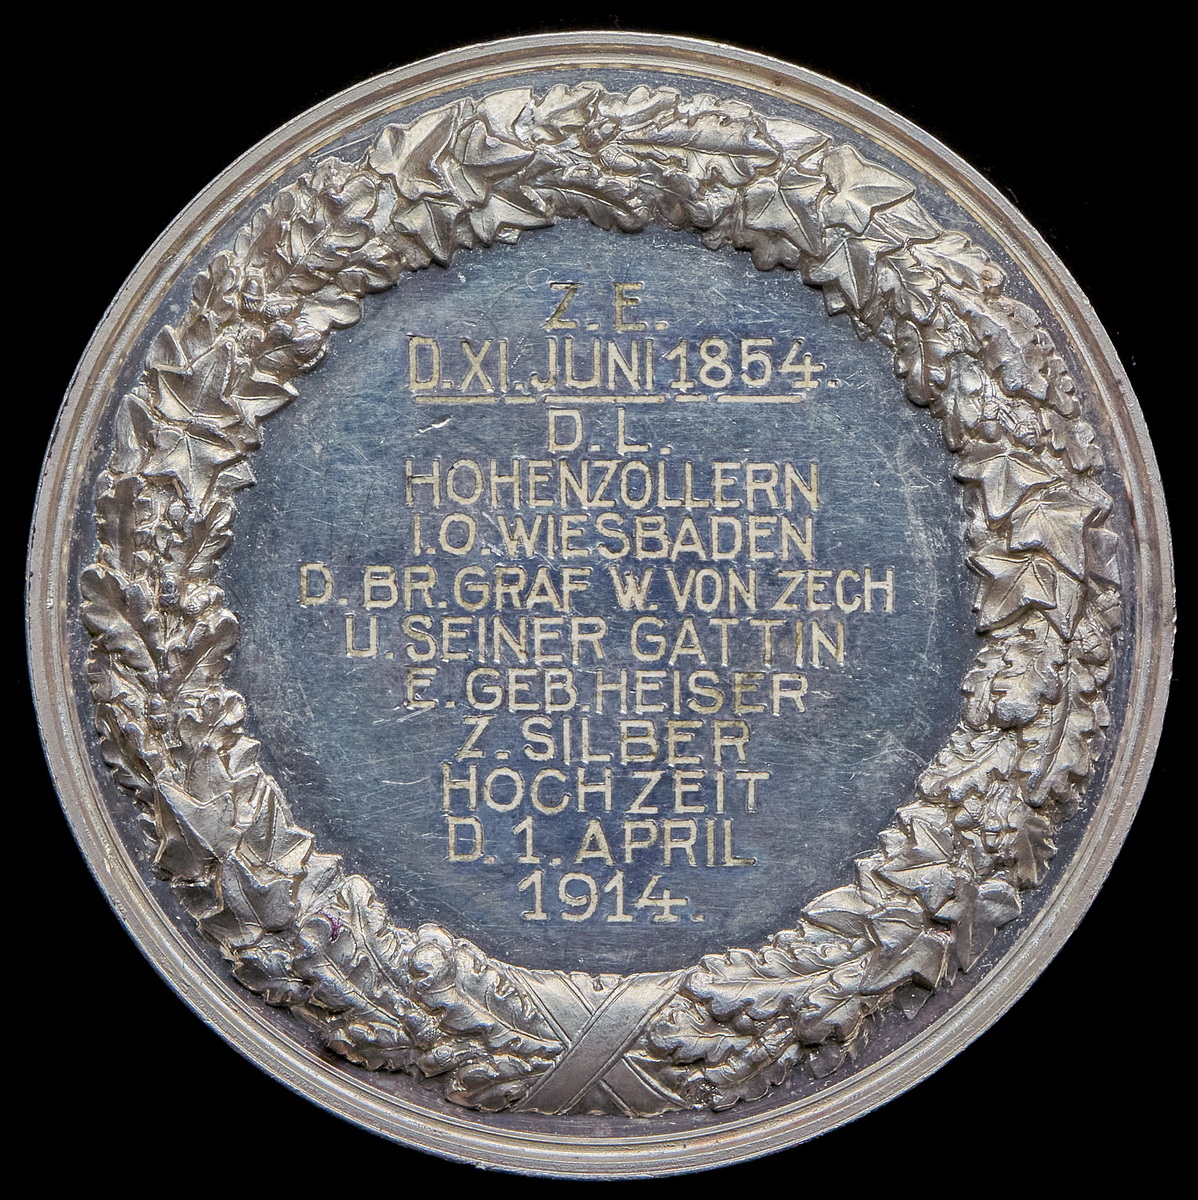 Z. E.
D.XI.JUNI 1854.
D. L.
HOHENZOLLERN
I.O.WIESBADEN
D. BR.GRAF W.VON ZECH
U.SEINER GATTIN
E.GEB.HEISER
Z.SILBER
HOCHZEIT
D. 1. APRIL
1914.